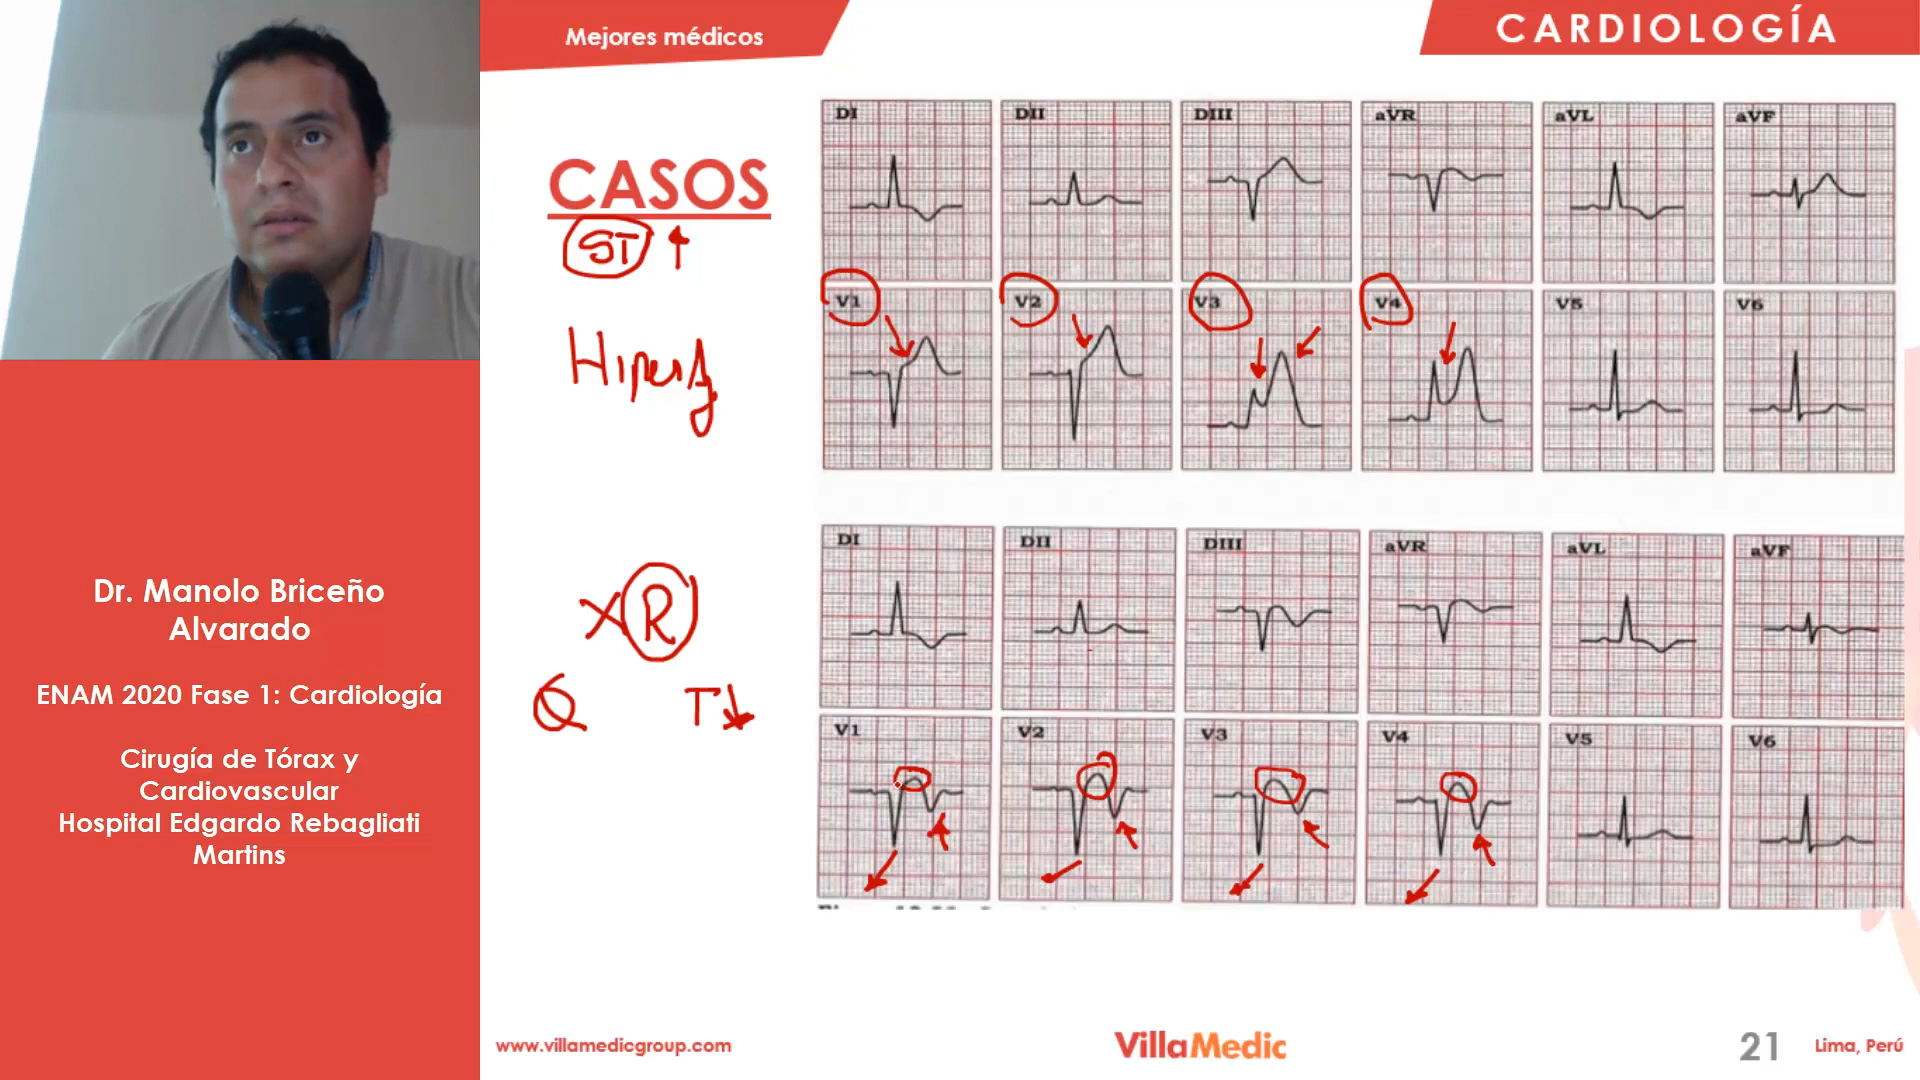 Mejores médicos
CARDIOLOGÍA
CASOS
ST ↑
XR
Q T↓
DI DII DIII aVR aVL aVF
V1 V2 V3 V4 V5 V6
DI DII DIII aVR aVL aVF
V1 V2 V3 V4 V5 V6
Dr. Manolo Briceño
Alvarado
ENAM 2020 Fase 1: Cardiología
Cirugía de Tórax y
Cardiovascular
Hospital Edgardo Rebagliati
Martins
www.villamedicgroup.com
VillaMedic
21
Lima, Perú